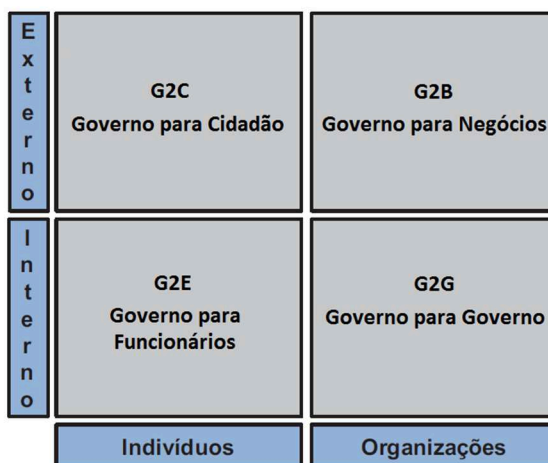 Externo
G2C
Governo para Cidadão
G2B
Governo para Negócios
Interno
G2E
Governo para
Funcionários
G2G
Governo para Governo
Indivíduos
Organizações